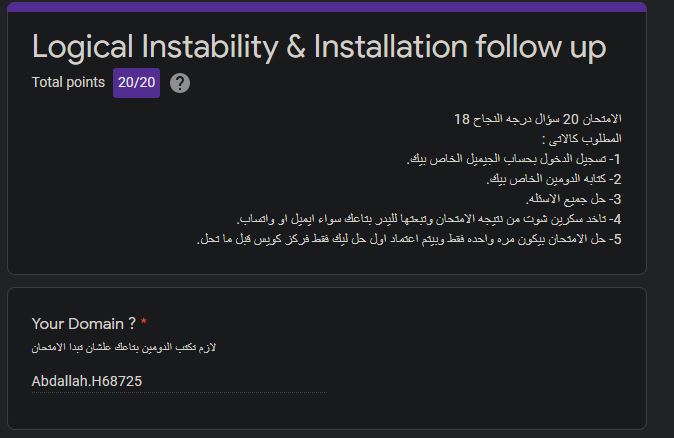 Logical Instability & Installation follow up
Total points 20/20 ?
الامتحان 20 سؤال درجه النجاح 18
المطلوب كالاتى :
1- تسجيل الدخول بحساب الجيميل الخاص بيك.
2- كتابه الدومين الخاص بيك.
3- حل جميع الاسئله.
4- تاخد سكرين شوت من نتيجه الامتحان وتبعتها لليدر بتاعك سواء ايميل او واتساب.
5- حل الامتحان بيكون مره واحده فقط وبيتم اعتماد اول حل ليك فقط فركز كويس قبل ما تحل.
Your Domain ? *
لازم تكتب الدومين بتاعك علشان تبدا الامتحان
Abdallah.H68725